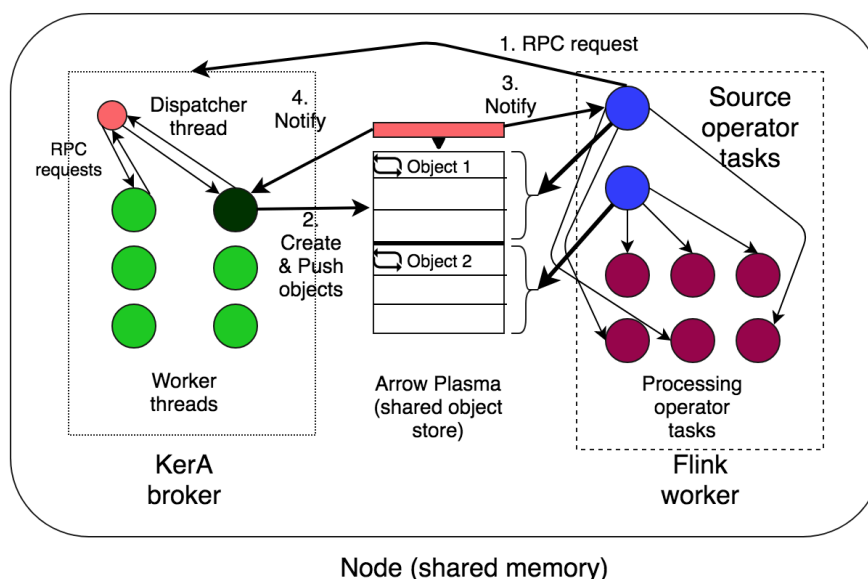 1. RPC request
Dispatcher
thread
4.
Notify
3.
Notify
Source
operator
tasks
RPC
requests
Object 1
2.
Create
& Push
objects
Object 2
Worker
threads
Arrow Plasma
(shared object
store)
Processing
operator
tasks
KerA
broker
Flink
worker
Node (shared memory)